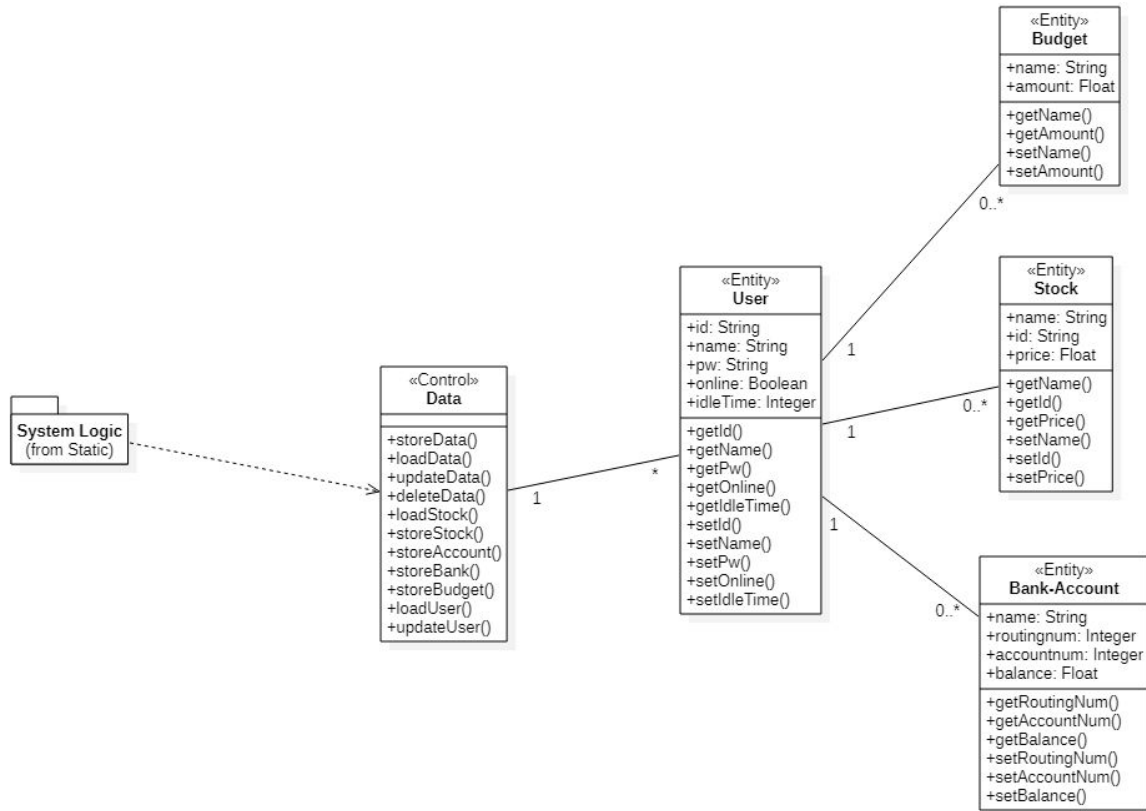 System Logic
(from Static)
«Control»
Data
+storeData()
+loadData()
+updateData()
+deleteData()
+loadStock()
+storeStock()
+storeAccount()
+storeBank()
+storeBudget()
+loadUser()
+updateUser()
1
*
«Entity»
User
+id: String
+name: String
+pw: String
+online: Boolean
+idleTime: Integer
+getId()
+getName()
+getPw()
+getOnline()
+getIdleTime()
+setId()
+setName()
+setPw()
+setOnline()
+setIdleTime()
1
0..*
«Entity»
Budget
+name: String
+amount: Float
+getName()
+getAmount()
+setName()
+setAmount()
1
0..*
«Entity»
Stock
+name: String
+id: String
+price: Float
+getName()
+getId()
+getPrice()
+setName()
+setId()
+setPrice()
1
0..*
«Entity»
Bank-Account
+name: String
+routingnum: Integer
+accountnum: Integer
+balance: Float
+getRoutingNum()
+getAccountNum()
+getBalance()
+setRoutingNum()
+setAccountNum()
+setBalance()